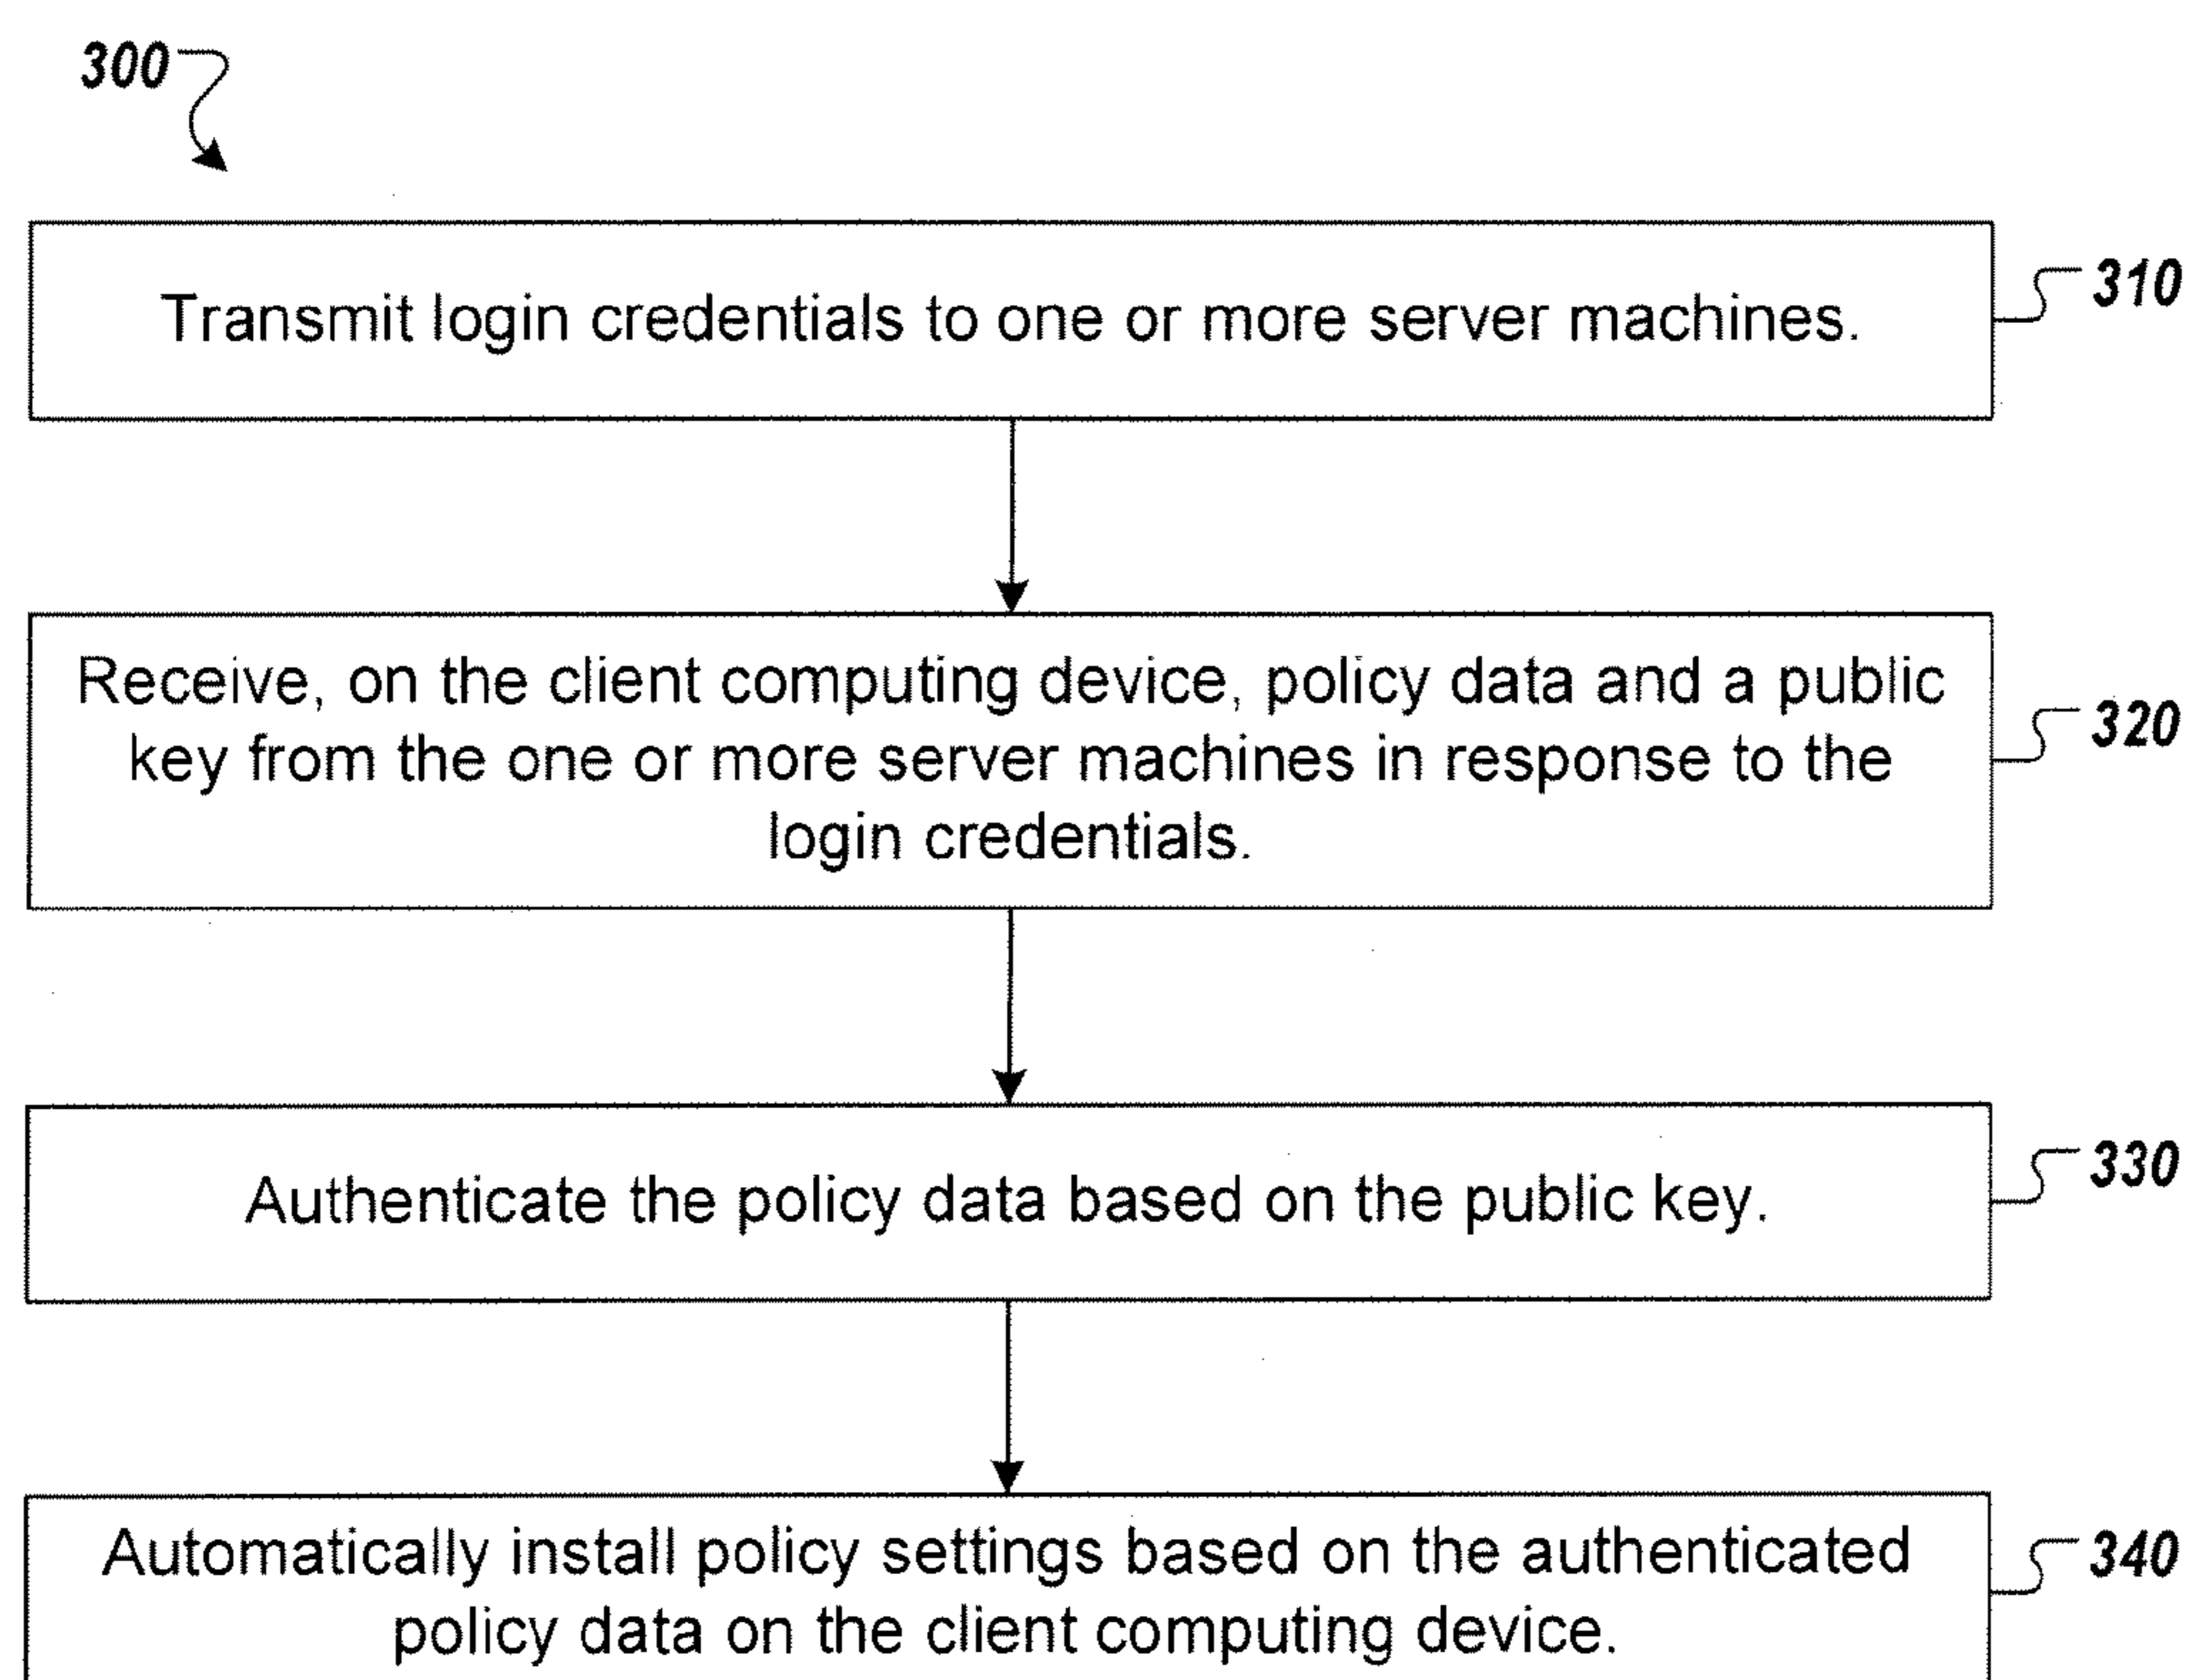 300
Transmit login credentials to one or more server machines.
310
Receive, on the client computing device, policy data and a public
key from the one or more server machines in response to the
login credentials.
320
Authenticate the policy data based on the public key.
330
Automatically install policy settings based on the authenticated
policy data on the client computing device.
340